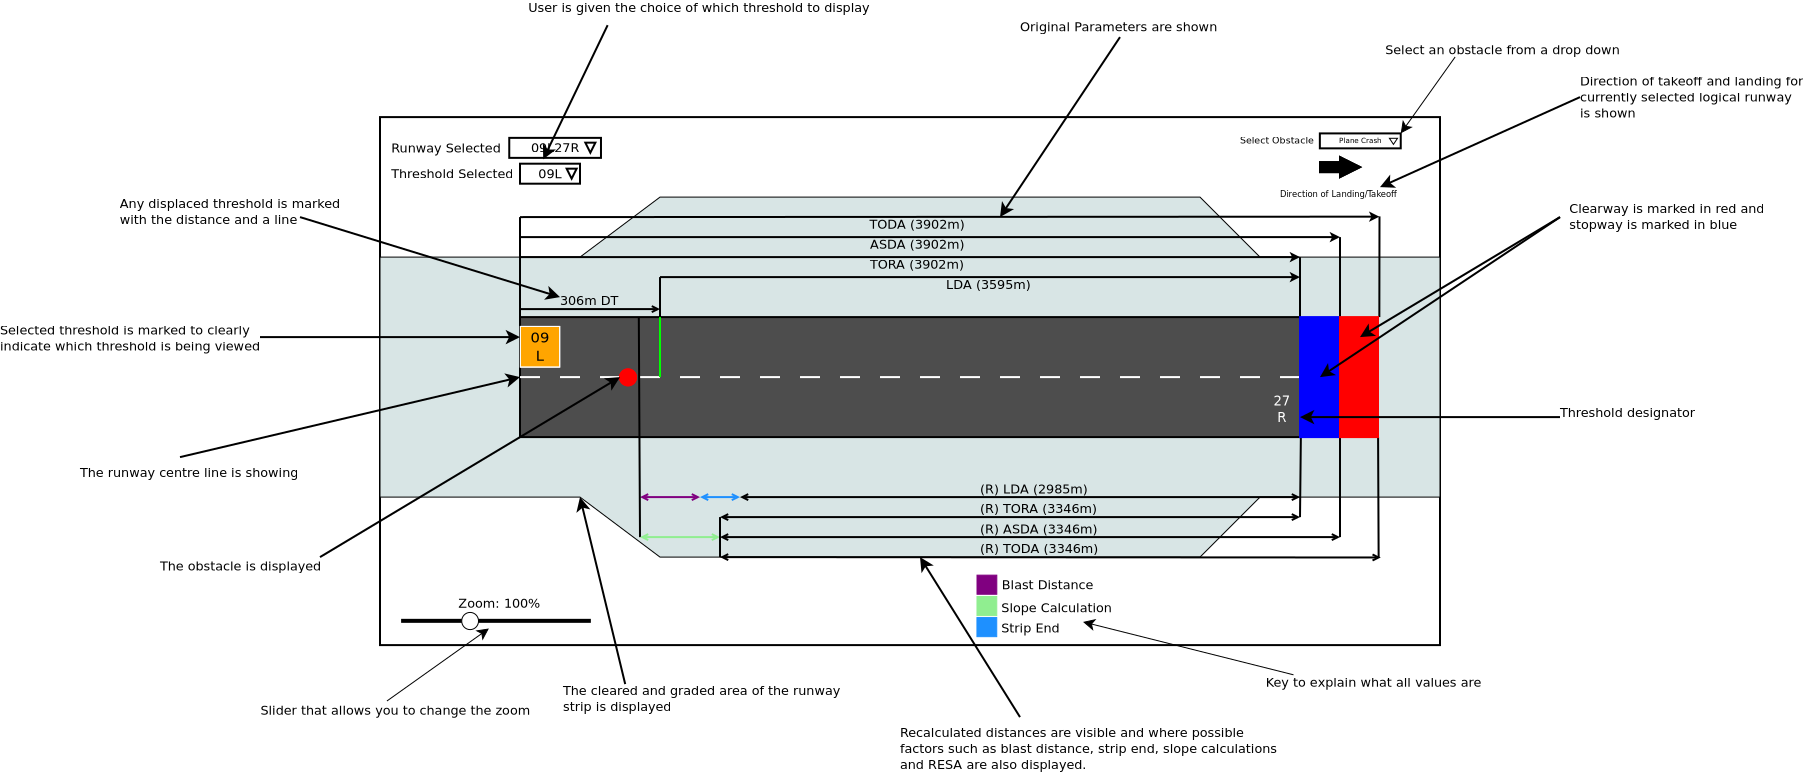 User is given the choice of which threshold to display
Original Parameters are shown
Select an obstacle from a drop down
Direction of takeoff and landing for
currently selected logical runway
is shown
Runway Selected
09L27R
Threshold Selected
09L
Select Obstacle
Plane Crash
Direction of Landing/Takeoff
Any displaced threshold is marked
with the distance and a line
Clearway is marked in red and
stopway is marked in blue
TODA (3902m)
ASDA (3902m)
TORA (3902m)
LDA (3595m)
306m DT
Selected threshold is marked to clearly
indicate which threshold is being viewed
09
L
27
R
Threshold designator
The runway centre line is showing
(R) LDA (2985m)
(R) TORA (3346m)
(R) ASDA (3346m)
(R) TODA (3346m)
The obstacle is displayed
Blast Distance
Slope Calculation
Strip End
Zoom: 100%
Key to explain what all values are
The cleared and graded area of the runway
strip is displayed
Slider that allows you to change the zoom
Recalculated distances are visible and where possible
factors such as blast distance, strip end, slope calculations
and RESA are also displayed.